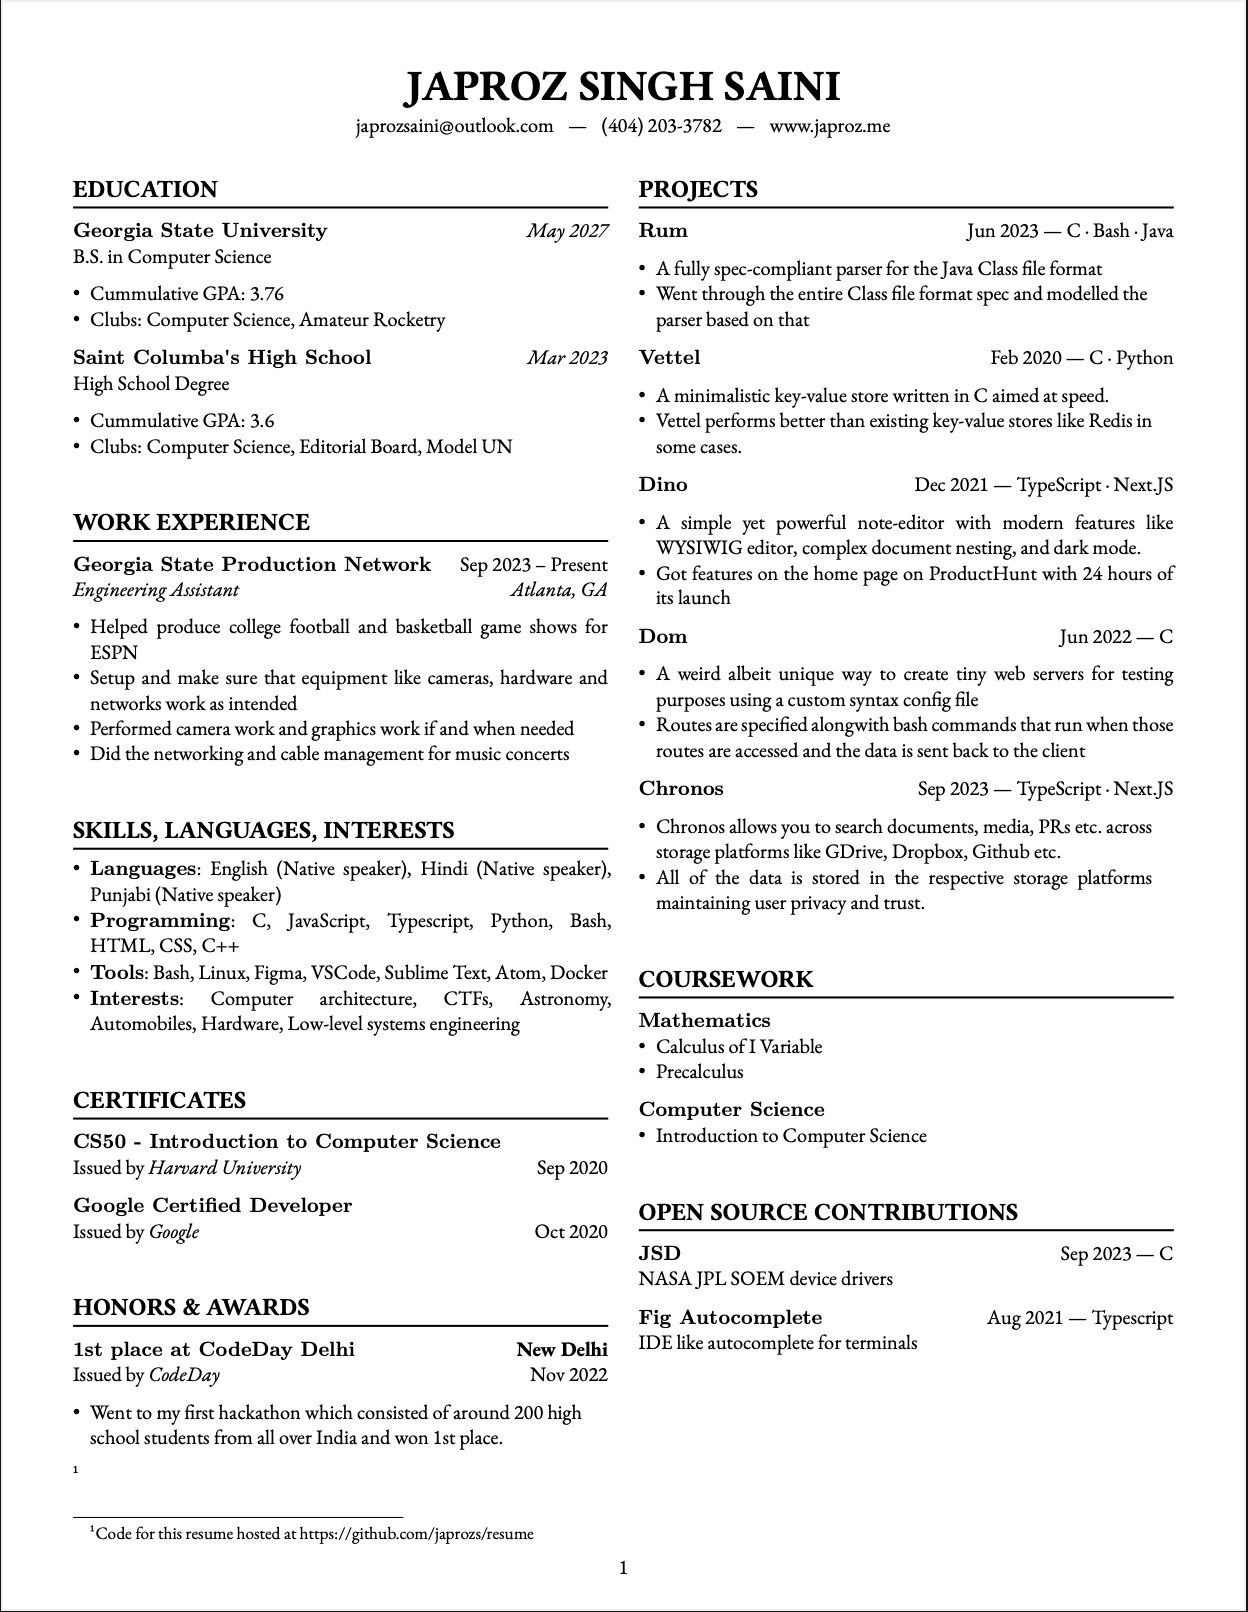 JAPROZ SINGH SAINI
japrozsaini@outlook.com — (404) 203-3782 — www.japroz.me
EDUCATION
Georgia State University May 2027
B.S. in Computer Science
• Cummulative GPA: 3.76
• Clubs: Computer Science, Amateur Rocketry
Saint Columba's High School Mar 2023
High School Degree
• Cummulative GPA: 3.6
• Clubs: Computer Science, Editorial Board, Model UN
WORK EXPERIENCE
Georgia State Production Network Sep 2023 – Present
Engineering Assistant Atlanta, GA
• Helped produce college football and basketball game shows for
ESPN
• Setup and make sure that equipment like cameras, hardware and
networks work as intended
• Performed camera work and graphics work if and when needed
• Did the networking and cable management for music concerts
SKILLS, LANGUAGES, INTERESTS
• Languages: English (Native speaker), Hindi (Native speaker),
Punjabi (Native speaker)
• Programming: C, JavaScript, Typescript, Python, Bash,
HTML, CSS, C++
• Tools: Bash, Linux, Figma, VSCode, Sublime Text, Atom, Docker
• Interests: Computer architecture, CTFs, Astronomy,
Automobiles, Hardware, Low-level systems engineering
CERTIFICATES
CS50 - Introduction to Computer Science
Issued by Harvard University Sep 2020
Google Certified Developer
Issued by Google Oct 2020
HONORS & AWARDS
1st place at CodeDay Delhi New Delhi
Issued by CodeDay Nov 2022
• Went to my first hackathon which consisted of around 200 high
school students from all over India and won 1st place.
1
PROJECTS
Rum Jun 2023 — C · Bash · Java
• A fully spec-compliant parser for the Java Class file format
• Went through the entire Class file format spec and modelled the
parser based on that
Vettel Feb 2020 — C · Python
• A minimalistic key-value store written in C aimed at speed.
• Vettel performs better than existing key-value stores like Redis in
some cases.
Dino Dec 2021 — TypeScript · Next.JS
• A simple yet powerful note-editor with modern features like
WYSIWIG editor, complex document nesting, and dark mode.
• Got features on the home page on ProductHunt with 24 hours of
its launch
Dom Jun 2022 — C
• A weird albeit unique way to create tiny web servers for testing
purposes using a custom syntax config file
• Routes are specified alongwith bash commands that run when those
routes are accessed and the data is sent back to the client
Chronos Sep 2023 — TypeScript · Next.JS
• Chronos allows you to search documents, media, PRs etc. across
storage platforms like GDrive, Dropbox, Github etc.
• All of the data is stored in the respective storage platforms
maintaining user privacy and trust.
COURSEWORK
Mathematics
• Calculus of I Variable
• Precalculus
Computer Science
• Introduction to Computer Science
OPEN SOURCE CONTRIBUTIONS
JSD Sep 2023 — C
NASA JPL SOEM device drivers
Fig Autocomplete Aug 2021 — Typescript
IDE like autocomplete for terminals
1Code for this resume hosted at https://github.com/japrozs/resume
1